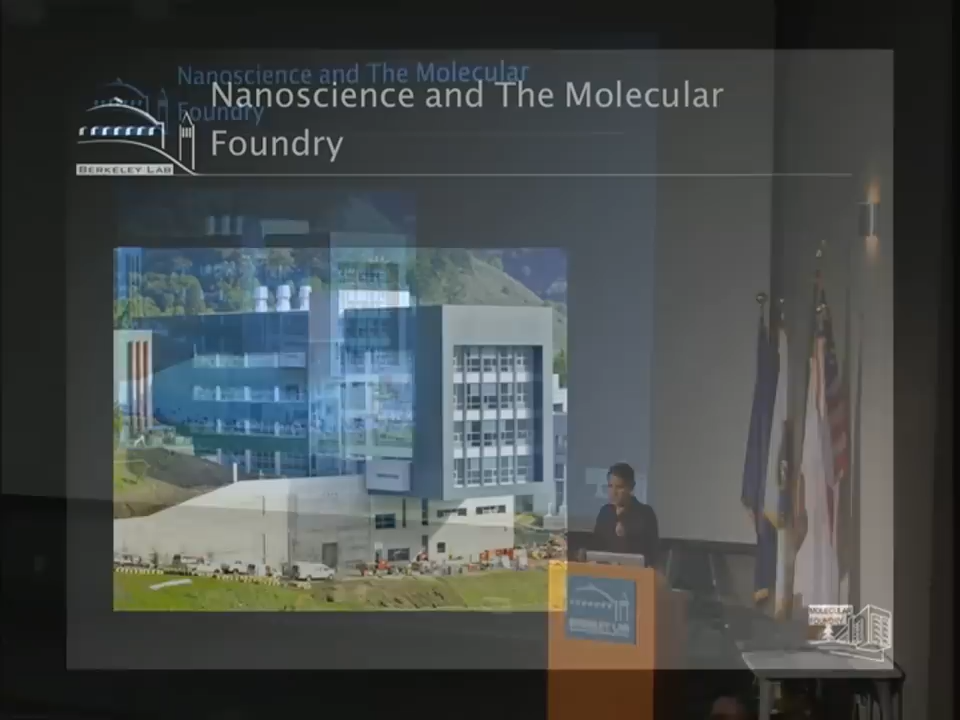 Nanoscience and The Molecular
Foundry
Nanoscience and The Molecular
Foundry
BERKELEY LAB
BERKELEY LAB
MOLECULAR
FOUNDRY